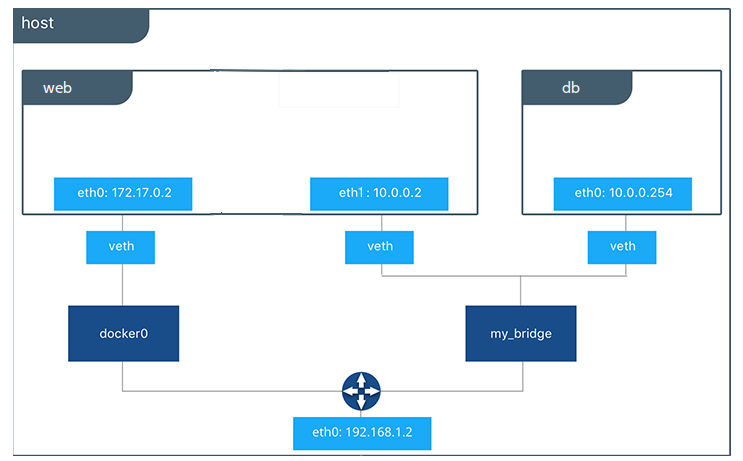 host
web
db
eth0: 172.17.0.2
eth1 : 10.0.0.2
eth0: 10.0.0.254
veth
veth
veth
docker0
my_bridge
eth0: 192.168.1.2